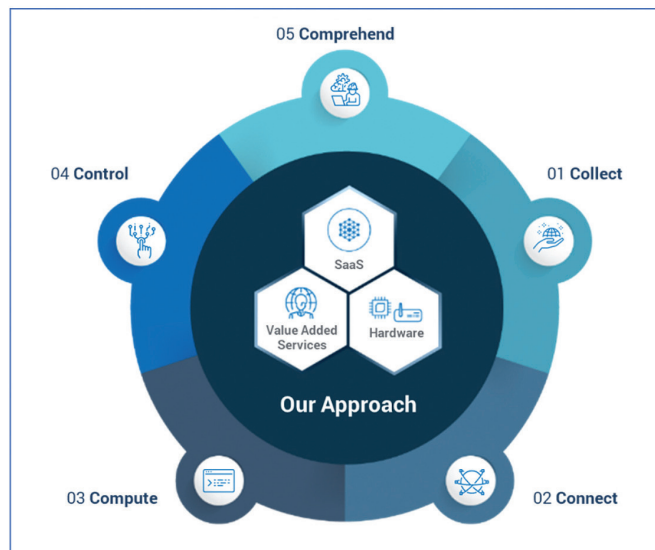 05 Comprehend
04 Control
01 Collect
SaaS
Value Added
Services
Hardware
Our Approach
03 Compute
02 Connect